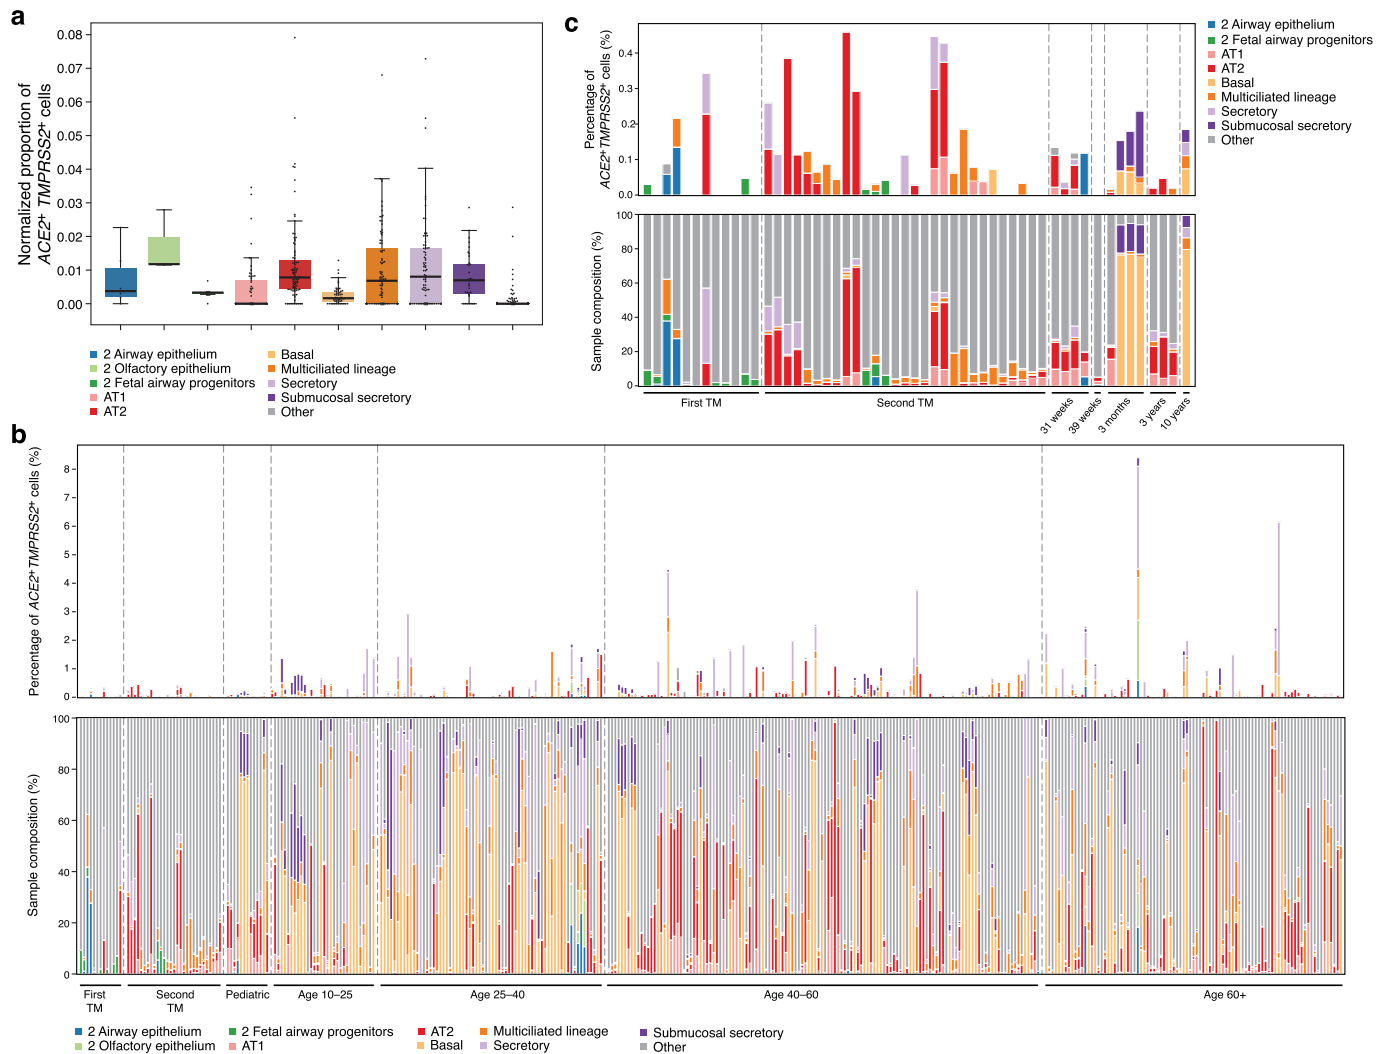 a
Normalized proportion of
ACE2+ TMPRSS2+ cells
0.08
0.07
0.06
0.05
0.04
0.03
0.02
0.01
0.00
2 Airway epithelium
2 Olfactory epithelium
2 Fetal airway progenitors
AT1
AT2
Basal
Multiciliated lineage
Secretory
Submucosal secretory
Other
c
Percentage of
ACE2+TMPRSS2+ cells (%)
0.4
0.3
0.2
0.1
0.0
Sample composition (%)
100
80
60
40
20
0
First TM
Second TM
31 weeks
39 weeks
3 months
3 years
10 years
2 Airway epithelium
2 Fetal airway progenitors
AT1
AT2
Basal
Multiciliated lineage
Secretory
Submucosal secretory
Other
b
Percentage of ACE2+TMPRSS2+ cells (%)
8
7
6
5
4
3
2
1
0
Sample composition (%)
100
80
60
40
20
0
First
TM
Second
TM
Pediatric
Age 10–25
Age 25–40
Age 40–60
Age 60+
2 Airway epithelium
2 Olfactory epithelium
2 Fetal airway progenitors
AT1
AT2
Basal
Multiciliated lineage
Secretory
Submucosal secretory
Other